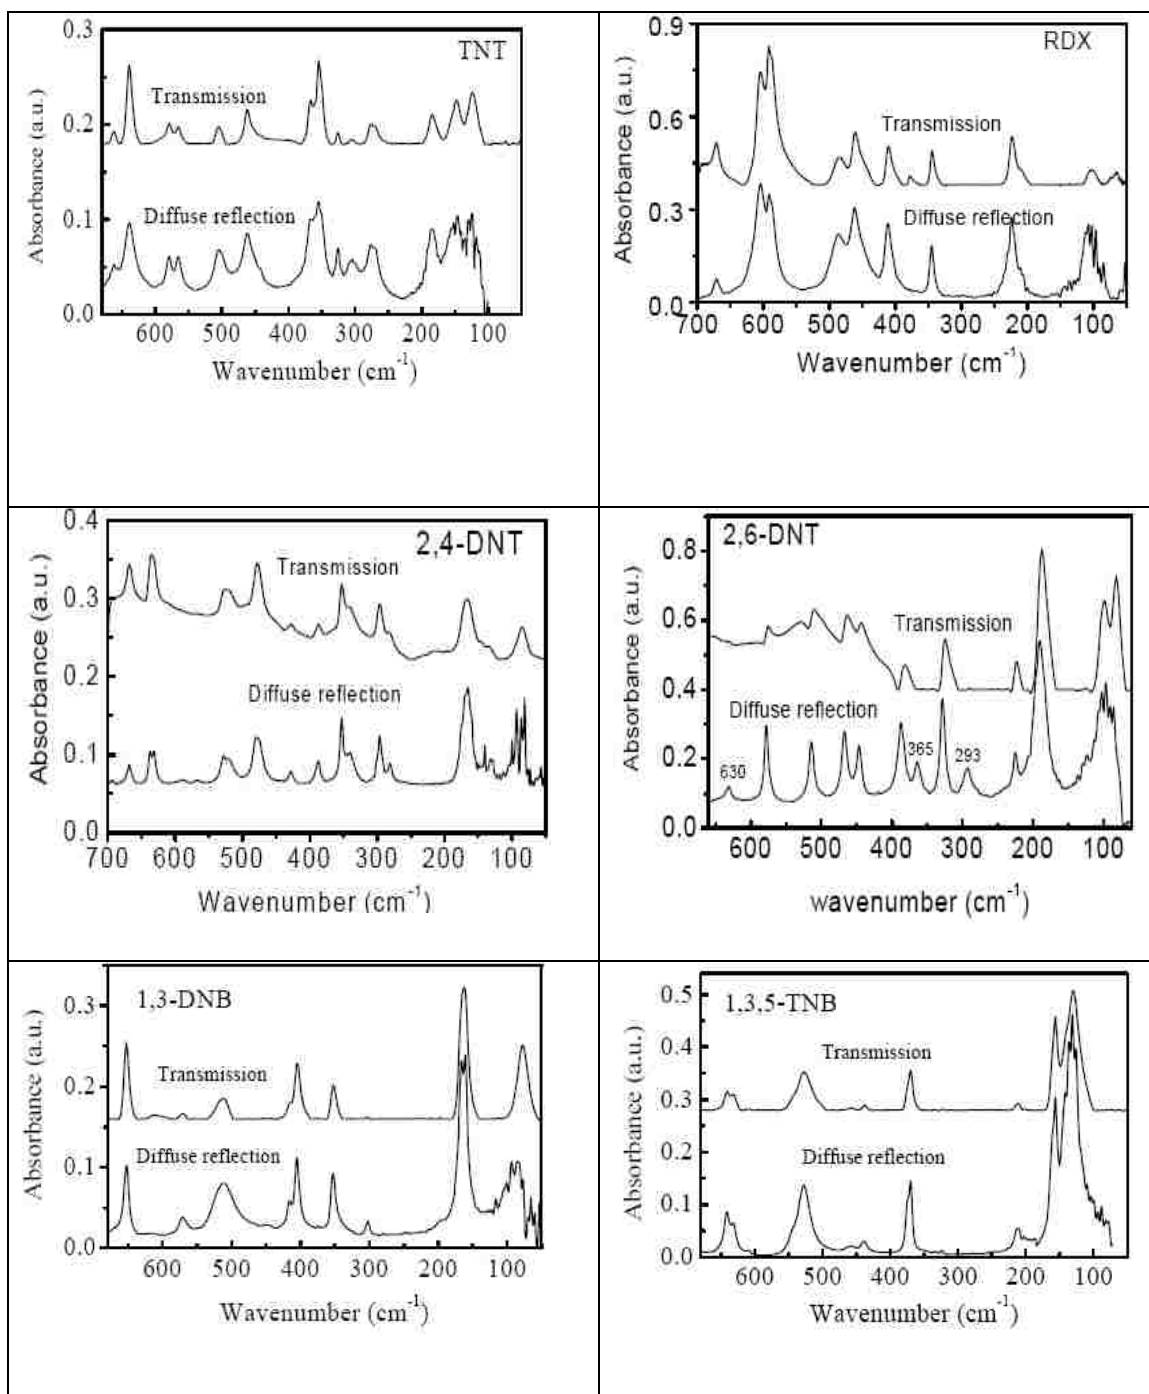 TNT
Absorbance (a.u.)
0.3
0.2
0.1
0.0
Transmission
Diffuse reflection
600 500 400 300 200 100
Wavenumber (cm-1)
RDX
Absorbance (a.u.)
0.9
0.6
0.3
0.0
Transmission
Diffuse reflection
700 600 500 400 300 200 100
Wavenumber (cm-1)
2,4-DNT
Absorbance (a.u.)
0.4
0.3
0.2
0.1
0.0
Transmission
Diffuse reflection
700 600 500 400 300 200 100
Wavenumber (cm-1)
2,6-DNT
Absorbance (a.u.)
0.8
0.6
0.4
0.2
0.0
Transmission
Diffuse reflection
630
365
293
600 500 400 300 200 100
wavenumber (cm-1)
1,3-DNB
Absorbance (a.u.)
0.3
0.2
0.1
0.0
Transmission
Diffuse reflection
600 500 400 300 200 100
Wavenumber (cm-1)
1,3,5-TNB
Absorbance (a.u.)
0.5
0.4
0.3
0.2
0.1
0.0
Transmission
Diffuse reflection
600 500 400 300 200 100
Wavenumber (cm-1)